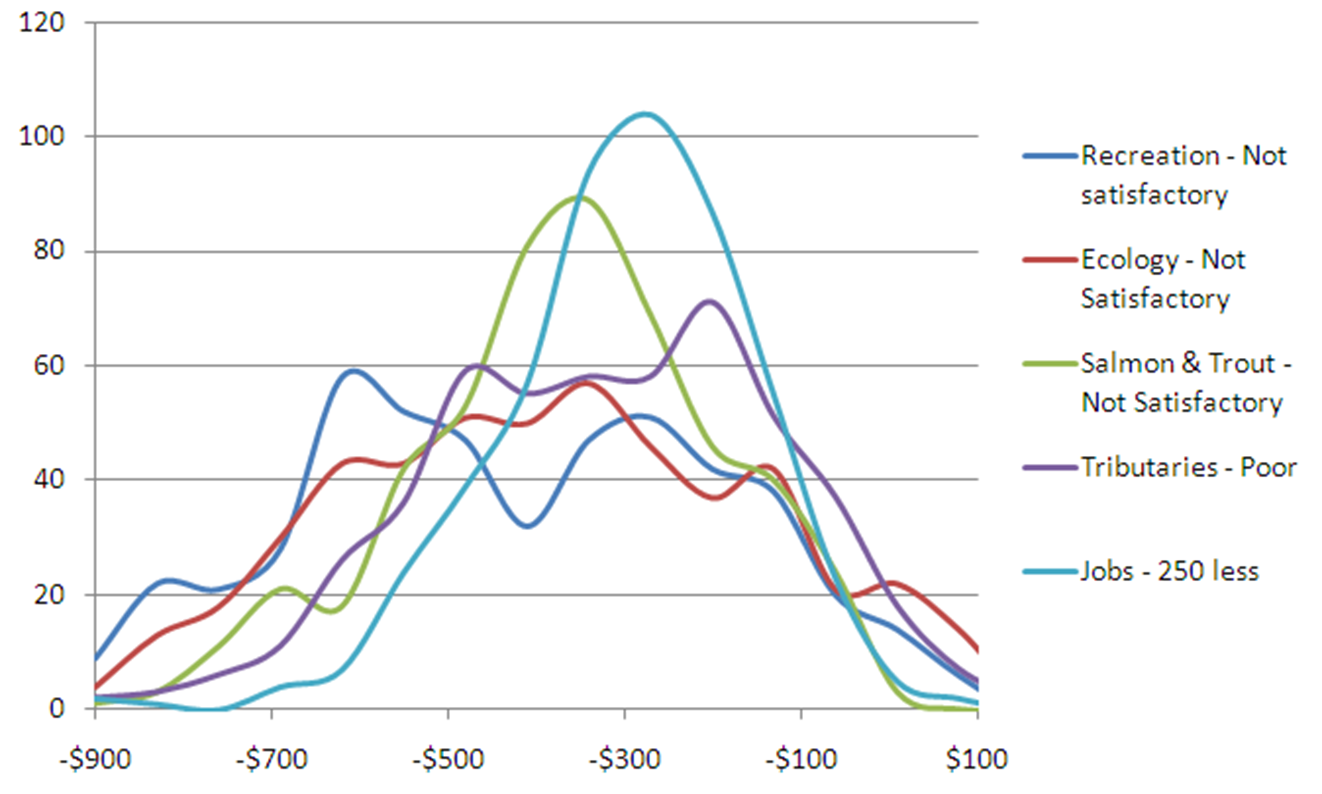 120
100
80
60
40
20
0
-$900 -$700 -$500 -$300 -$100 $100
Recreation - Not
satisfactory
Ecology - Not
Satisfactory
Salmon & Trout -
Not Satisfactory
Tributaries - Poor
Jobs - 250 less